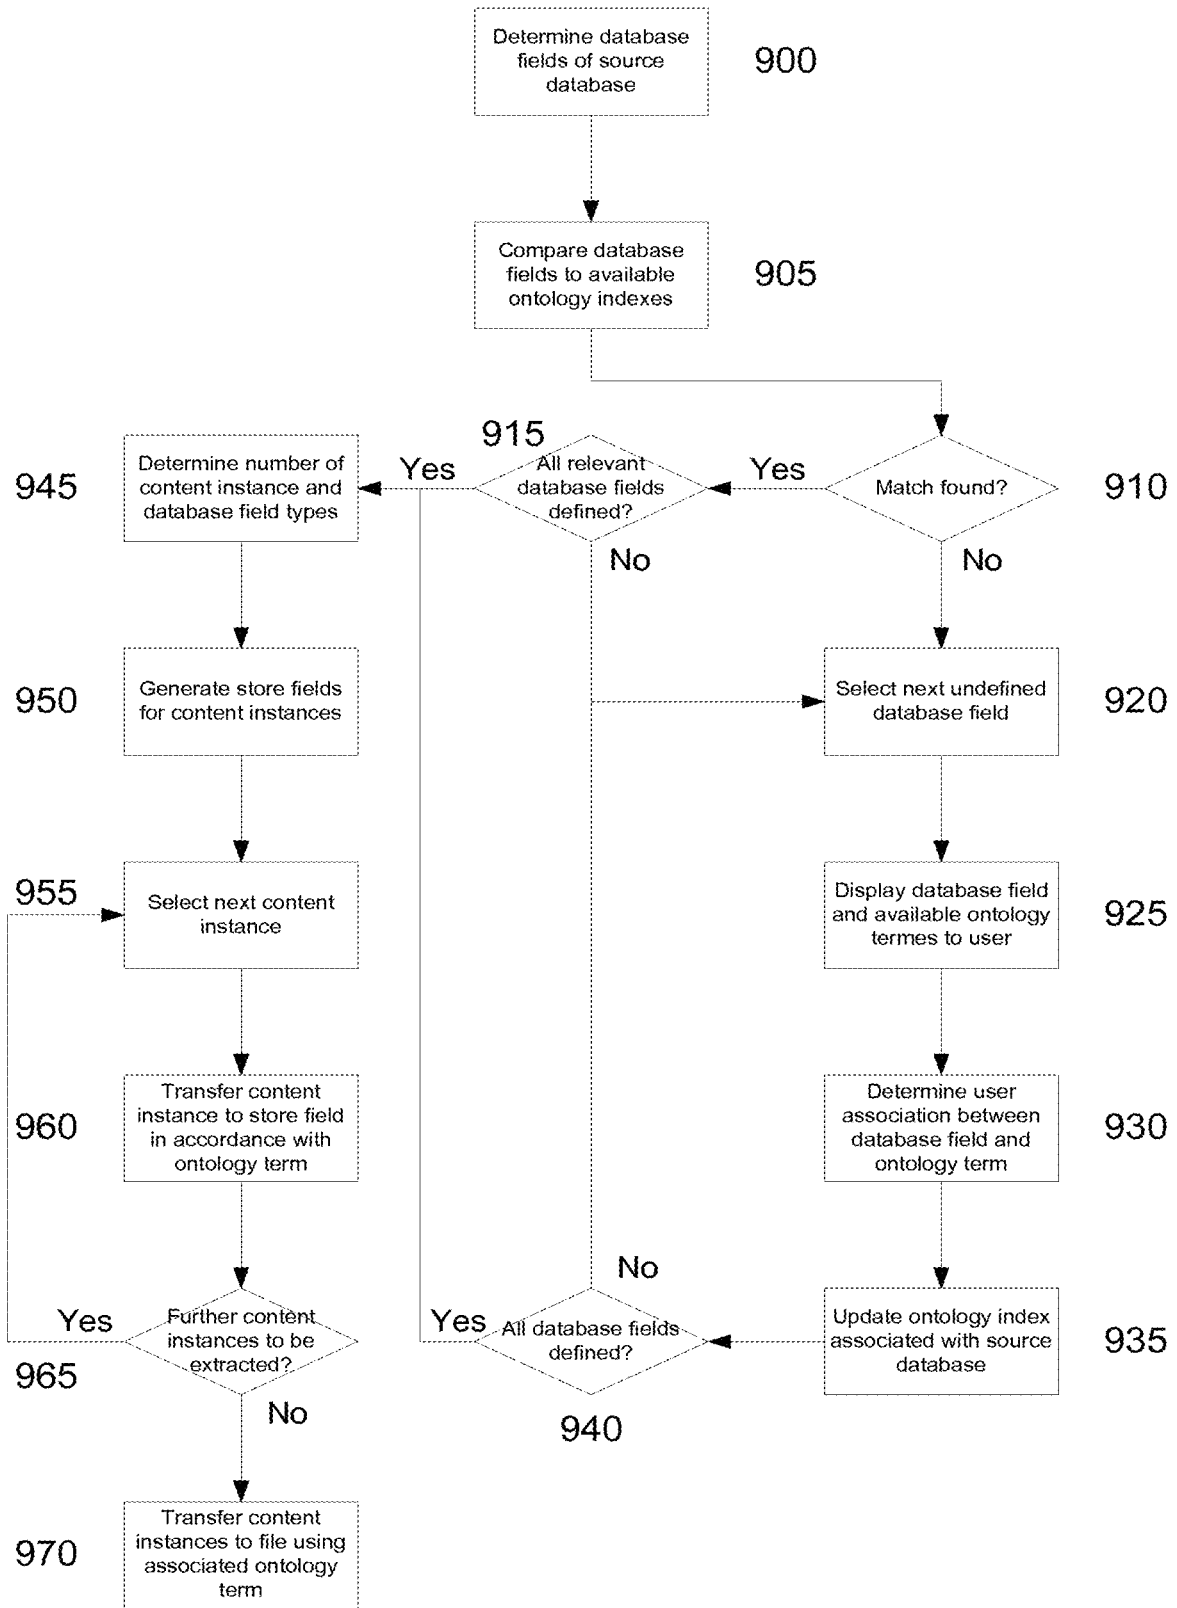 Determine database
fields of source
database
900
Compare database
fields to available
ontology indexes
905
915
All relevant
database fields
defined?
Yes
Yes
No
Match found?
910
No
945
Determine number of
content instance and
database field types
950
Generate store fields
for content instances
Select next undefined
database field
920
955
Select next content
instance
Display database field
and available ontology
termes to user
925
960
Transfer content
instance to store field
in accordance with
ontology term
Determine user
association between
database field and
ontology term
930
Yes
Further content
instances to be
extracted?
965
No
No
Yes
All database fields
defined?
940
Update ontology index
associated with source
database
935
970
Transfer content
instances to file using
associated ontology
term